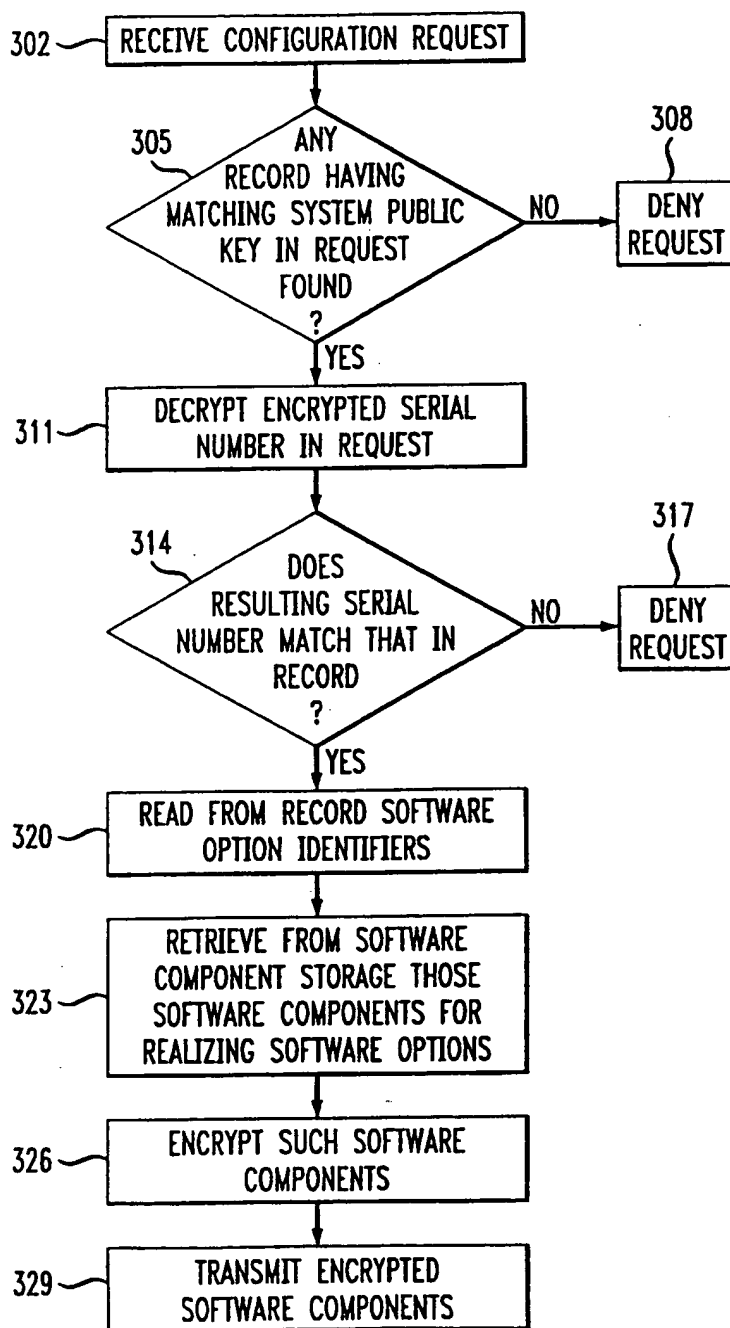 302
RECEIVE CONFIGURATION REQUEST
305
ANY
RECORD HAVING
MATCHING SYSTEM PUBLIC
KEY IN REQUEST
FOUND
?
NO
308
DENY
REQUEST
YES
311
DECRYPT ENCRYPTED SERIAL
NUMBER IN REQUEST
314
DOES
RESULTING SERIAL
NUMBER MATCH THAT IN
RECORD
?
NO
317
DENY
REQUEST
YES
320
READ FROM RECORD SOFTWARE
OPTION IDENTIFIERS
323
RETRIEVE FROM SOFTWARE
COMPONENT STORAGE THOSE
SOFTWARE COMPONENTS FOR
REALIZING SOFTWARE OPTIONS
326
ENCRYPT SUCH SOFTWARE
COMPONENTS
329
TRANSMIT ENCRYPTED
SOFTWARE COMPONENTS